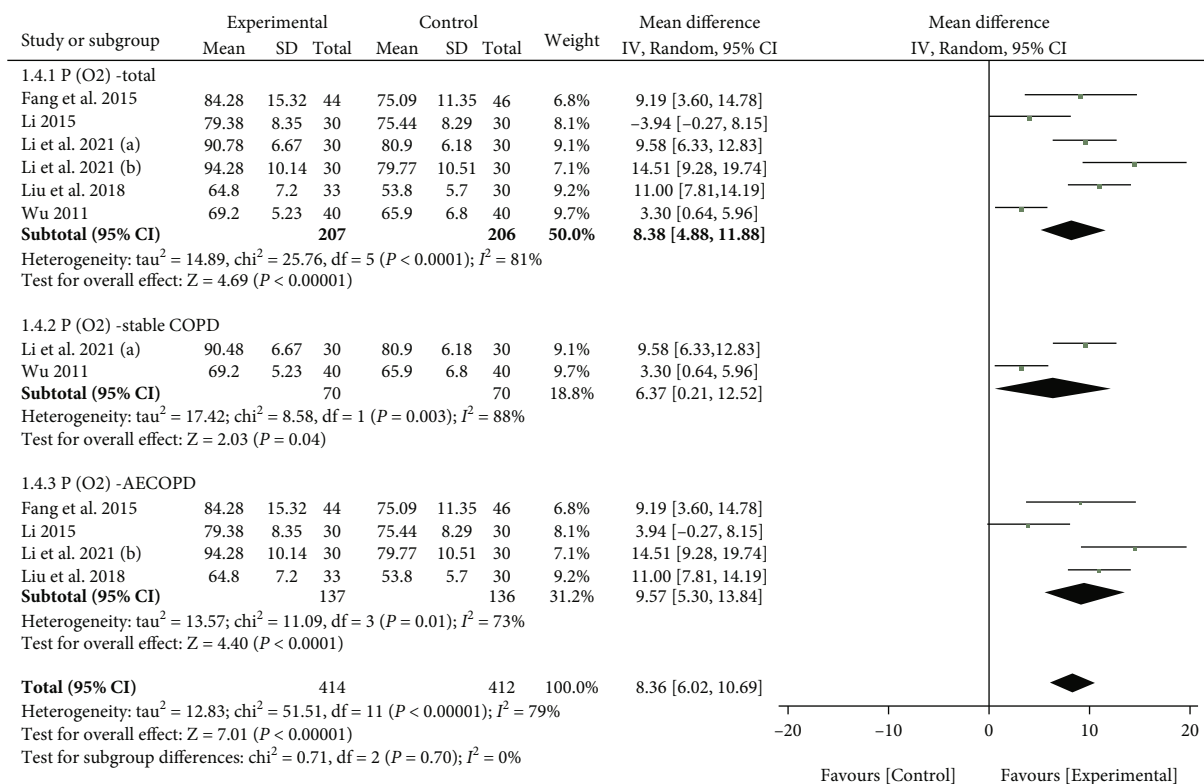 Experimental Control Mean difference Mean difference
Study or subgroup Mean SD Total Mean SD Total Weight IV, Random, 95% CI IV, Random, 95% CI
1.4.1 P (O2) -total
Fang et al. 2015 84.28 15.32 44 75.09 11.35 46 6.8% 9.19 [3.60, 14.78]
Li 2015 79.38 8.35 30 75.44 8.29 30 8.1% –3.94 [–0.27, 8.15]
Li et al. 2021 (a) 90.78 6.67 30 80.9 6.18 30 9.1% 9.58 [6.33, 12.83]
Li et al. 2021 (b) 94.28 10.14 30 79.77 10.51 30 7.1% 14.51 [9.28, 19.74]
Liu et al. 2018 64.8 7.2 33 53.8 5.7 30 9.2% 11.00 [7.81,14.19]
Wu 2011 69.2 5.23 40 65.9 6.8 40 9.7% 3.30 [0.64, 5.96]
Subtotal (95% CI) 207 206 50.0% 8.38 [4.88, 11.88]
Heterogeneity: tau² = 14.89, chi² = 25.76, df = 5 (P < 0.0001); I² = 81%
Test for overall effect: Z = 4.69 (P < 0.00001)
1.4.2 P (O2) -stable COPD
Li et al. 2021 (a) 90.48 6.67 30 80.9 6.18 30 9.1% 9.58 [6.33,12.83]
Wu 2011 69.2 5.23 40 65.9 6.8 40 9.7% 3.30 [0.64, 5.96]
Subtotal (95% CI) 70 70 18.8% 6.37 [0.21, 12.52]
Heterogeneity: tau² = 17.42; chi² = 8.58, df = 1 (P = 0.003); I² = 88%
Test for overall effect: Z = 2.03 (P = 0.04)
1.4.3 P (O2) -AECOPD
Fang et al. 2015 84.28 15.32 44 75.09 11.35 46 6.8% 9.19 [3.60, 14.78]
Li 2015 79.38 8.35 30 75.44 8.29 30 8.1% 3.94 [–0.27, 8.15]
Li et al. 2021 (b) 94.28 10.14 30 79.77 10.51 30 7.1% 14.51 [9.28, 19.74]
Liu et al. 2018 64.8 7.2 33 53.8 5.7 30 9.2% 11.00 [7.81, 14.19]
Subtotal (95% CI) 137 136 31.2% 9.57 [5.30, 13.84]
Heterogeneity: tau² = 13.57; chi² = 11.09, df = 3 (P = 0.01); I² = 73%
Test for overall effect: Z = 4.40 (P < 0.0001)
Total (95% CI) 414 412 100.0% 8.36 [6.02, 10.69]
Heterogeneity: tau² = 12.83; chi² = 51.51, df = 11 (P < 0.00001); I² = 79%
Test for overall effect: Z = 7.01 (P < 0.00001)
Test for subgroup differences: chi² = 0.71, df = 2 (P = 0.70); I² = 0%
–20 –10 0 10 20
Favours [Control] Favours [Experimental]